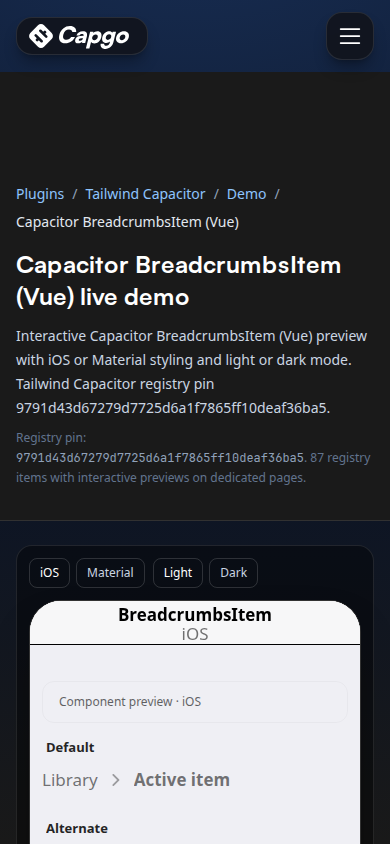 Capgo
Plugins / Tailwind Capacitor / Demo /
Capacitor BreadcrumbsItem (Vue)
Capacitor BreadcrumbsItem
(Vue) live demo
Interactive Capacitor BreadcrumbsItem (Vue) preview
with iOS or Material styling and light or dark mode.
Tailwind Capacitor registry pin
9791d43d67279d7725d6a1f7865ff10deaf36ba5.
Registry pin:
9791d43d67279d7725d6a1f7865ff10deaf36ba5. 87 registry
items with interactive previews on dedicated pages.
iOS Material Light Dark
BreadcrumbsItem
iOS
Component preview · iOS
Default
Library Active item
Alternate